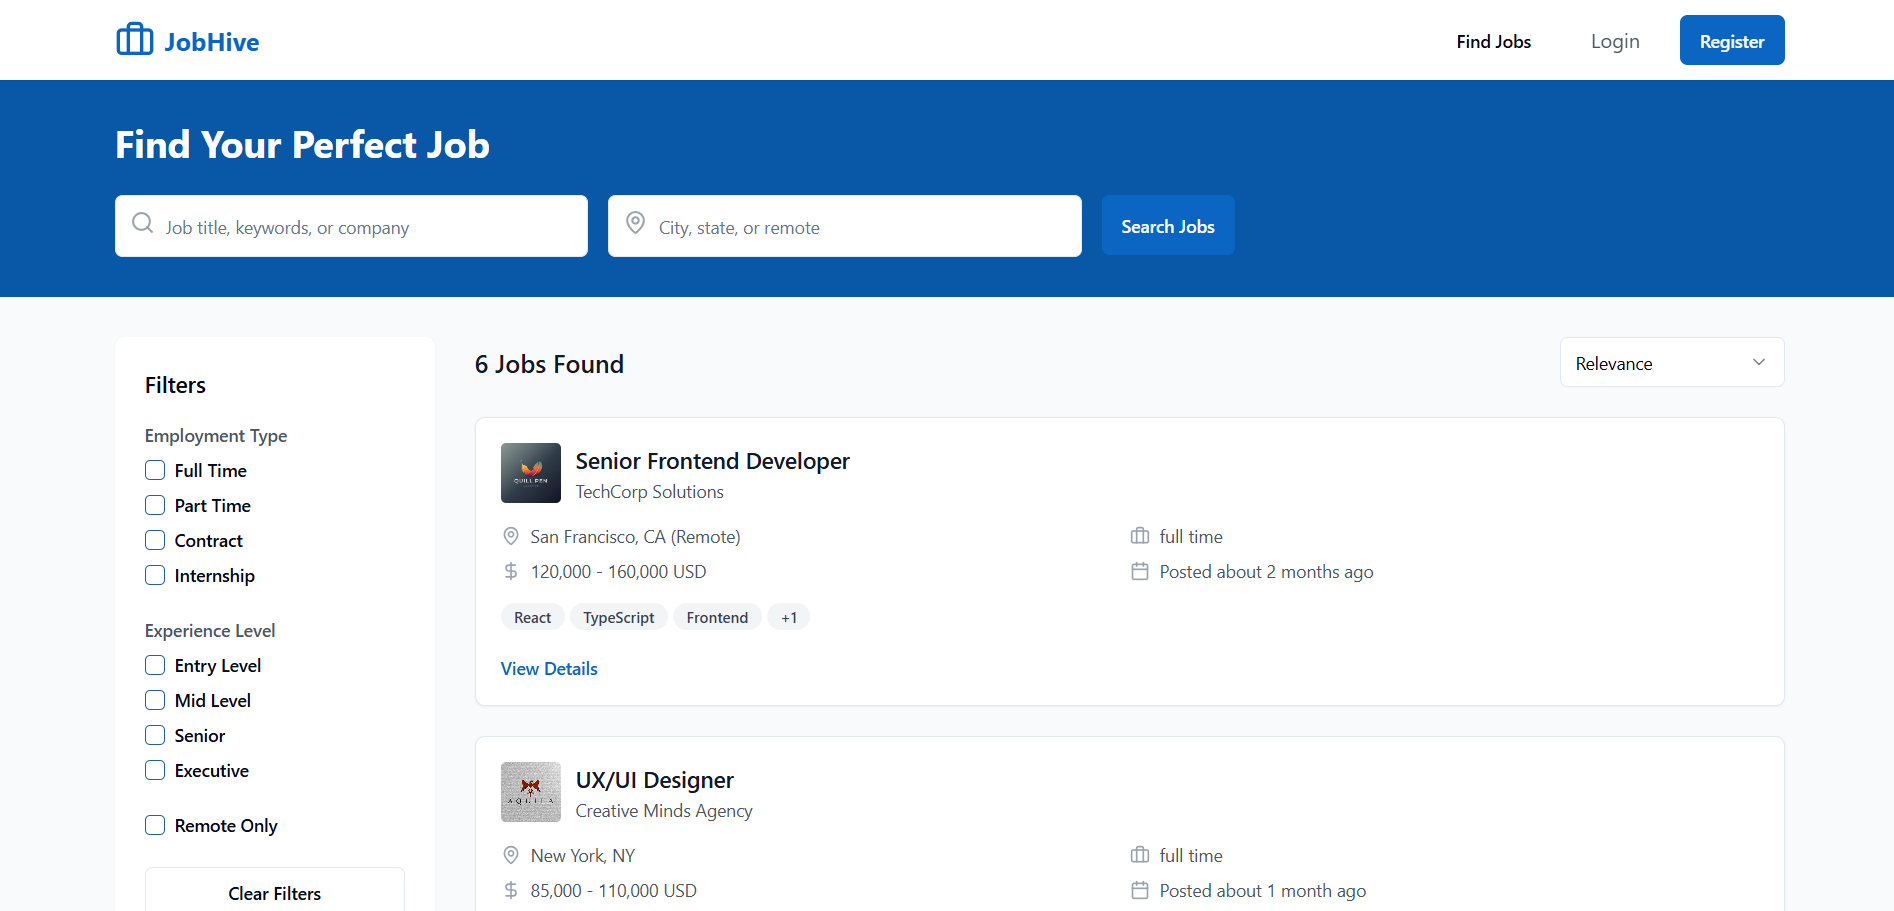 JobHive
Find Jobs
Login
Register
Find Your Perfect Job
Job title, keywords, or company
City, state, or remote
Search Jobs
Filters
Employment Type
Full Time
Part Time
Contract
Internship
Experience Level
Entry Level
Mid Level
Senior
Executive
Remote Only
Clear Filters
6 Jobs Found
Relevance
QUILL PEN
Senior Frontend Developer
TechCorp Solutions
San Francisco, CA (Remote)
full time
120,000 - 160,000 USD
Posted about 2 months ago
React
TypeScript
Frontend
+1
View Details
UX/UI Designer
Creative Minds Agency
New York, NY
full time
85,000 - 110,000 USD
Posted about 1 month ago